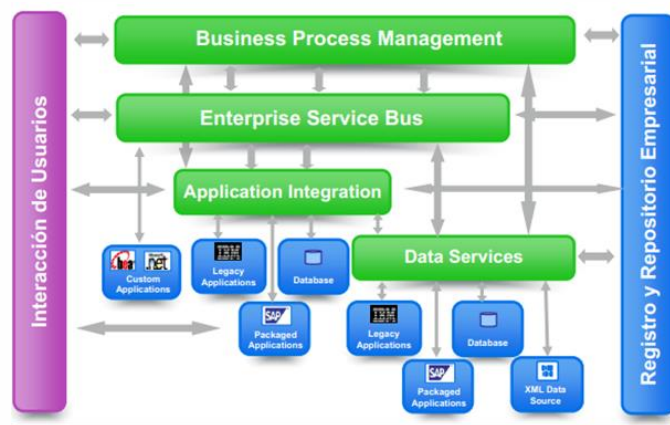 Interacción de Usuarios
Business Process Management
Enterprise Service Bus
Application Integration
Data Services
.net
Custom
Applications
IBM
Legacy
Applications
Database
SAP
Packaged
Applications
IBM
Legacy
Applications
Database
SAP
Packaged
Applications
XML Data
Source
Registro y Repositorio Empresarial